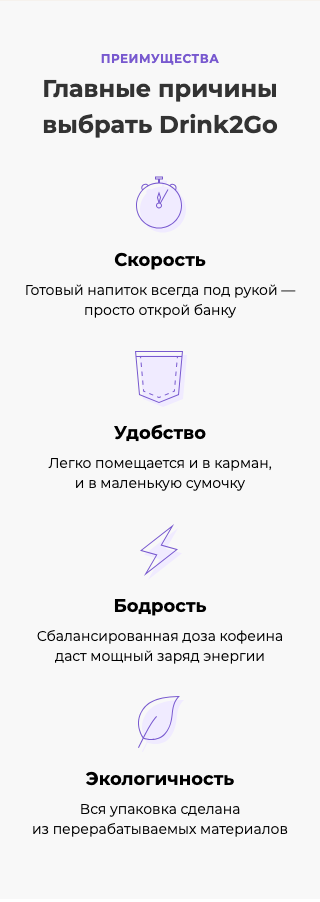 ПРЕИМУЩЕСТВА
Главные причины
выбрать Drink2Go
Скорость
Готовый напиток всегда под рукой —
просто открой банку
Удобство
Легко помещается и в карман,
и в маленькую сумочку
Бодрость
Сбалансированная доза кофеина
даст мощный заряд энергии
Экологичность
Вся упаковка сделана
из перерабатываемых материалов